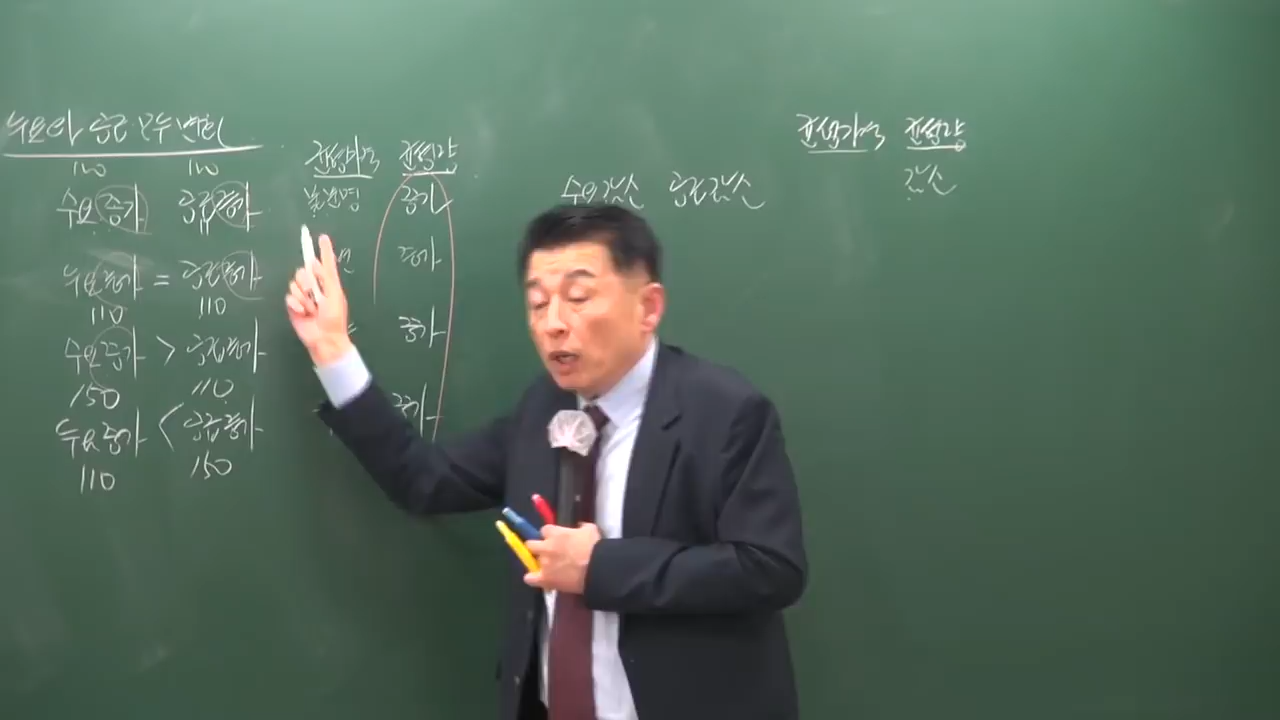 수요와 공급 모두 변화
100 100
수요증가 공급증가
수요증가 = 공급증가
110 110
수요증가 > 공급증가
150 110
수요증가 < 공급증가
110 150
균형가격 균형량
불분명 증가
증가
증가
증가
수요감소 공급감소
균형가격 균형량
감소